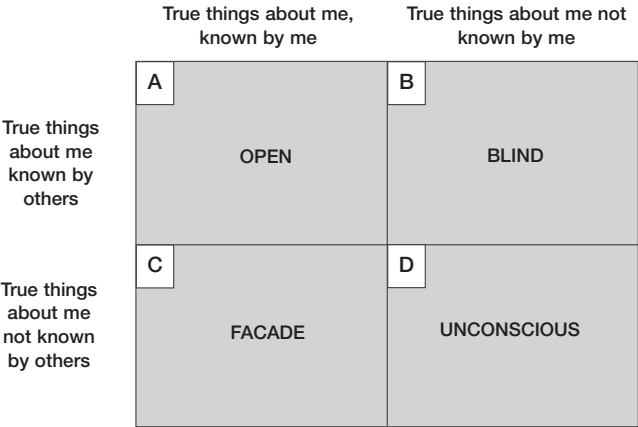 True things about me,
known by me
True things about me not
known by me
A
B
True things
about me
known by
others
OPEN
BLIND
C
D
True things
about me
not known
by others
FACADE
UNCONSCIOUS